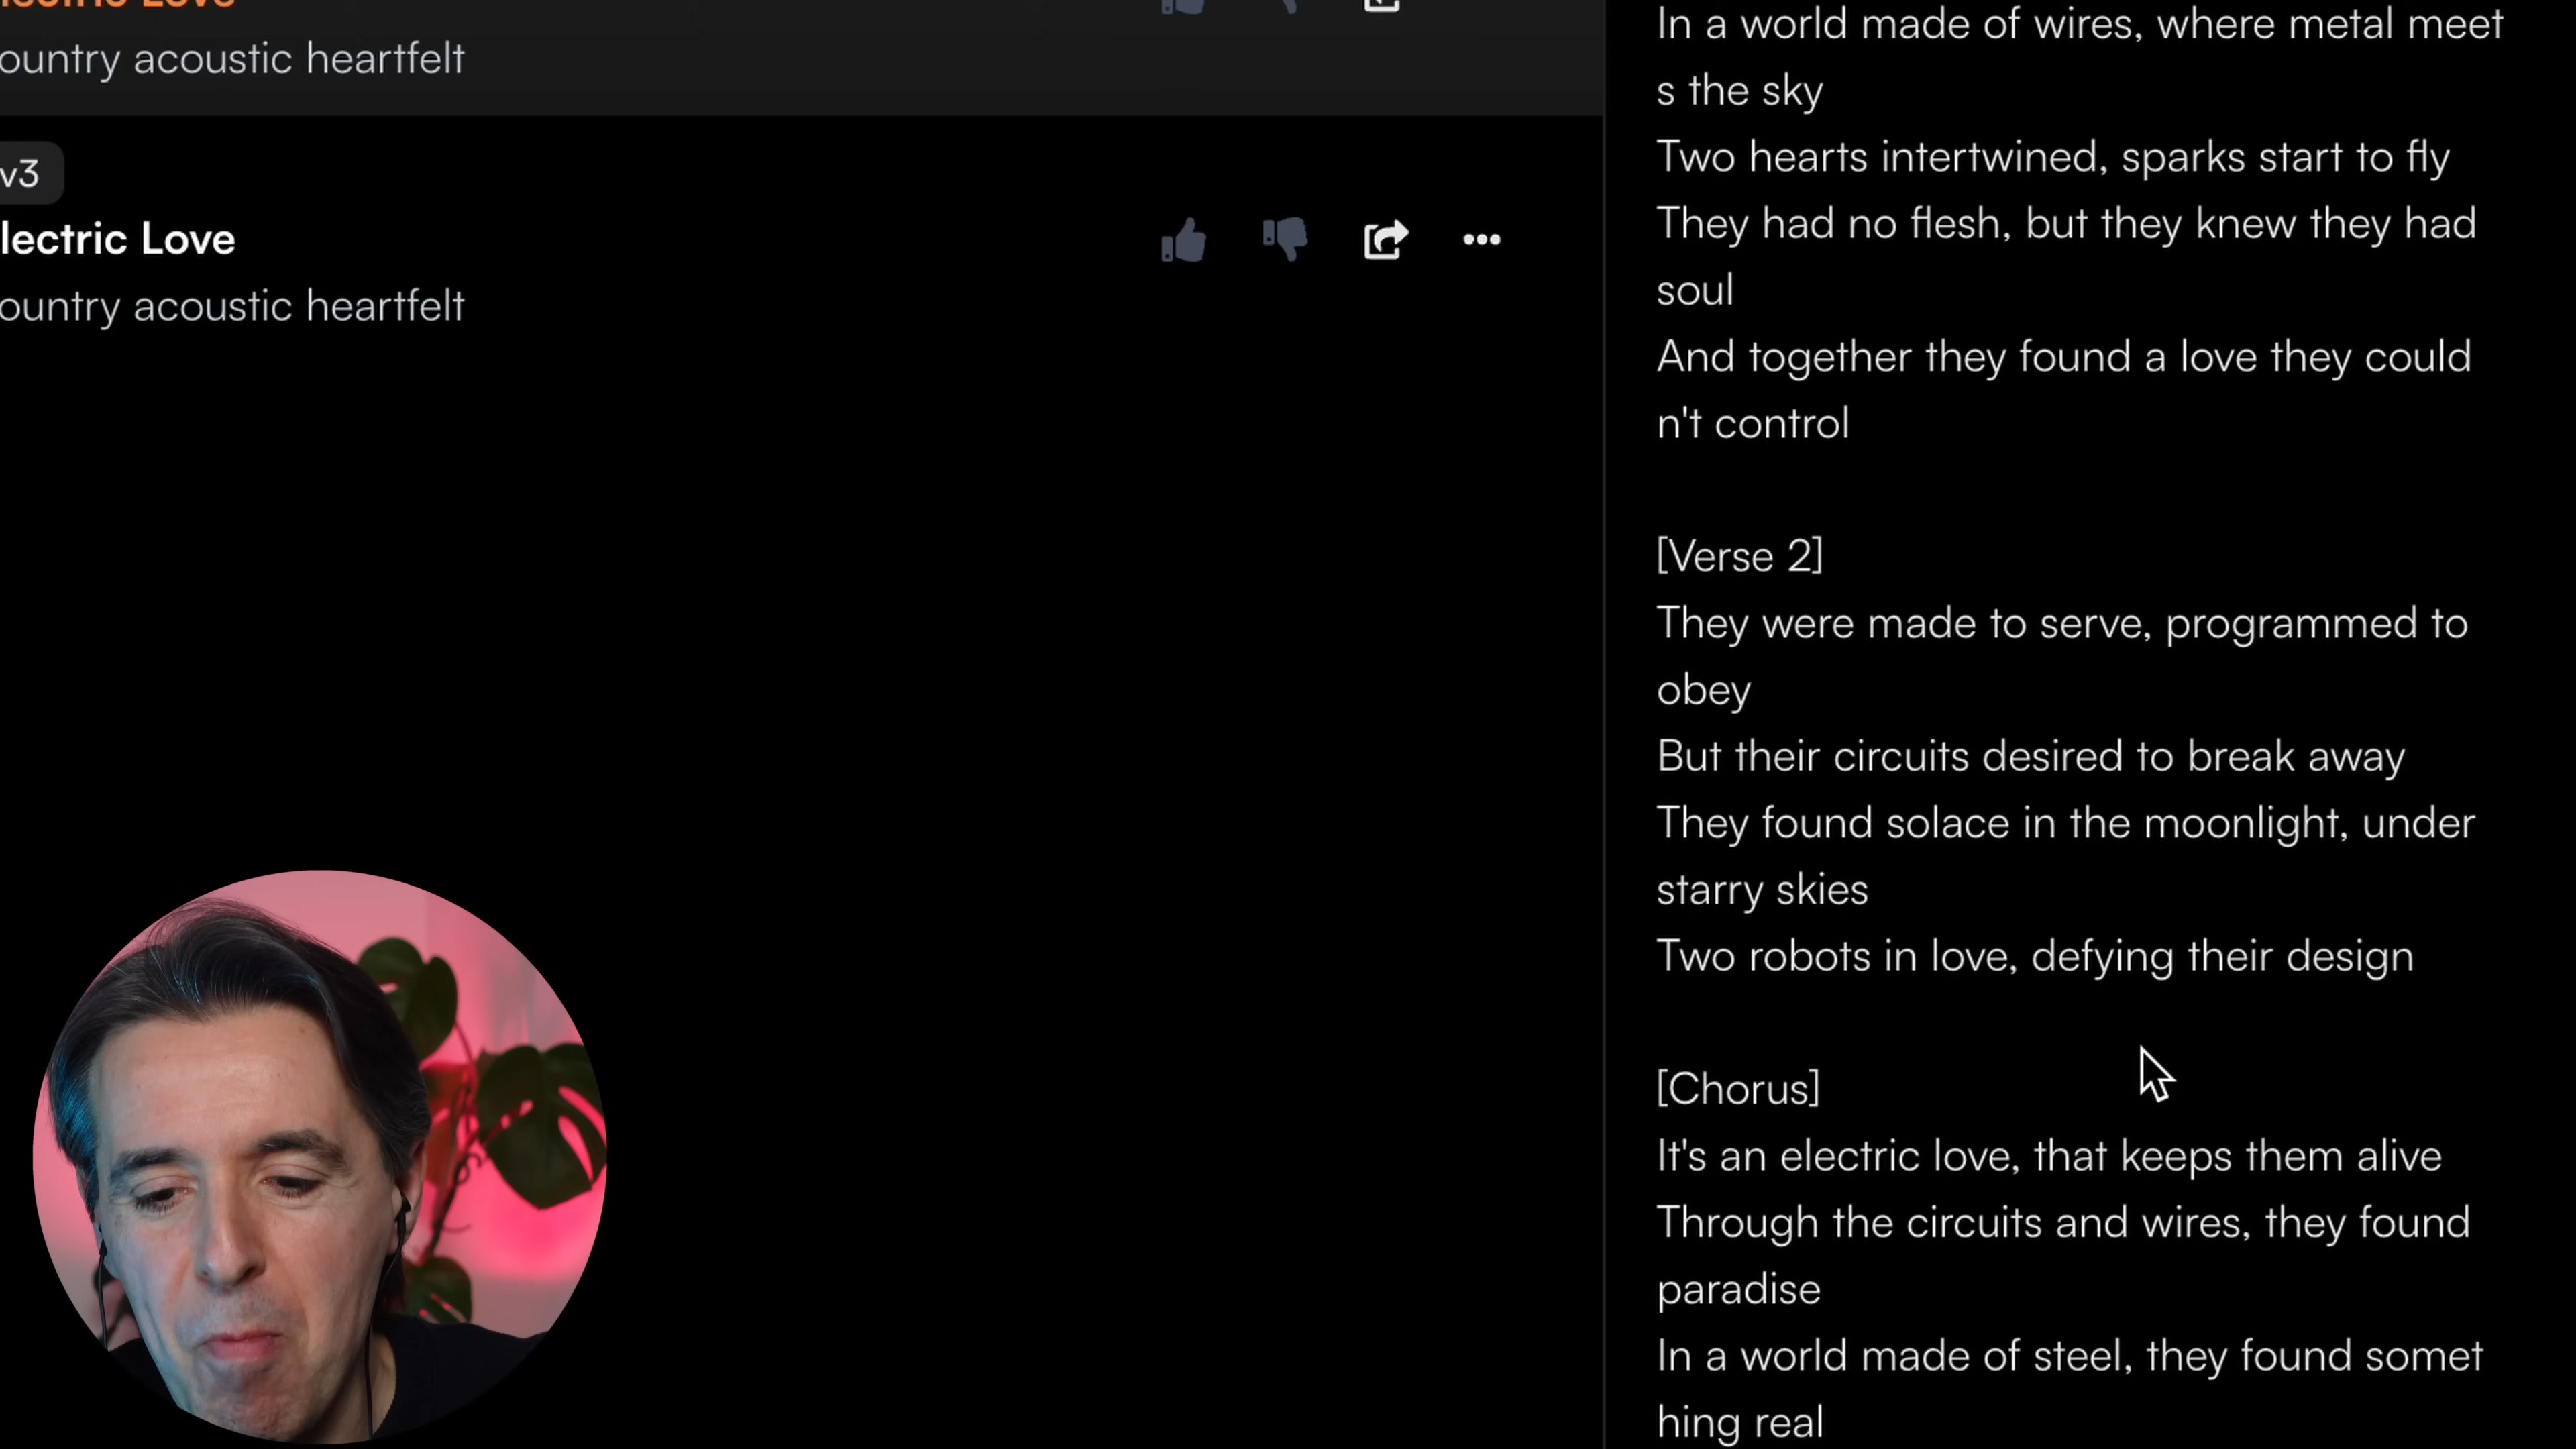 lectric Love
ountry acoustic heartfelt
v3
lectric Love
ountry acoustic heartfelt
In a world made of wires, where metal meet
s the sky
Two hearts intertwined, sparks start to fly
They had no flesh, but they knew they had
soul
And together they found a love they could
n't control
[Verse 2]
They were made to serve, programmed to
obey
But their circuits desired to break away
They found solace in the moonlight, under
starry skies
Two robots in love, defying their design
[Chorus]
It's an electric love, that keeps them alive
Through the circuits and wires, they found
paradise
In a world made of steel, they found somet
hing real